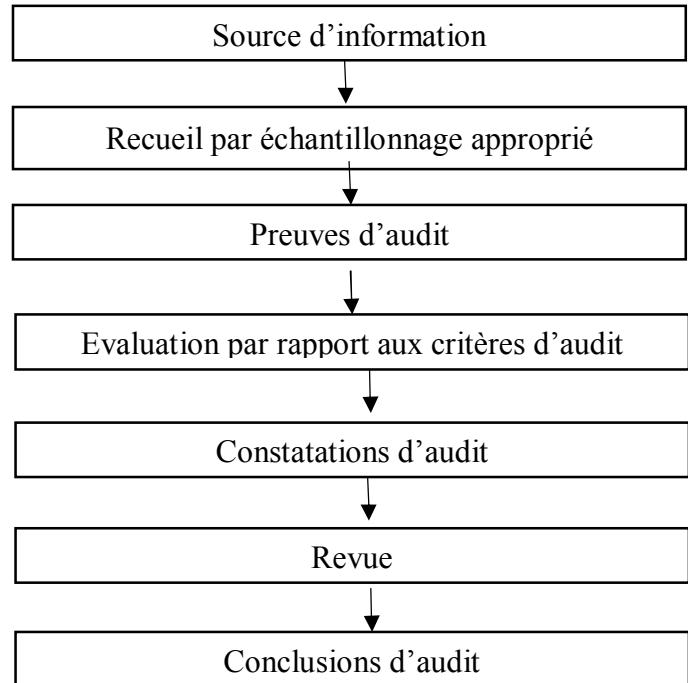 Source d’information
Recueil par échantillonnage approprié
Preuves d’audit
Evaluation par rapport aux critères d’audit
Constatations d’audit
Revue
Conclusions d’audit